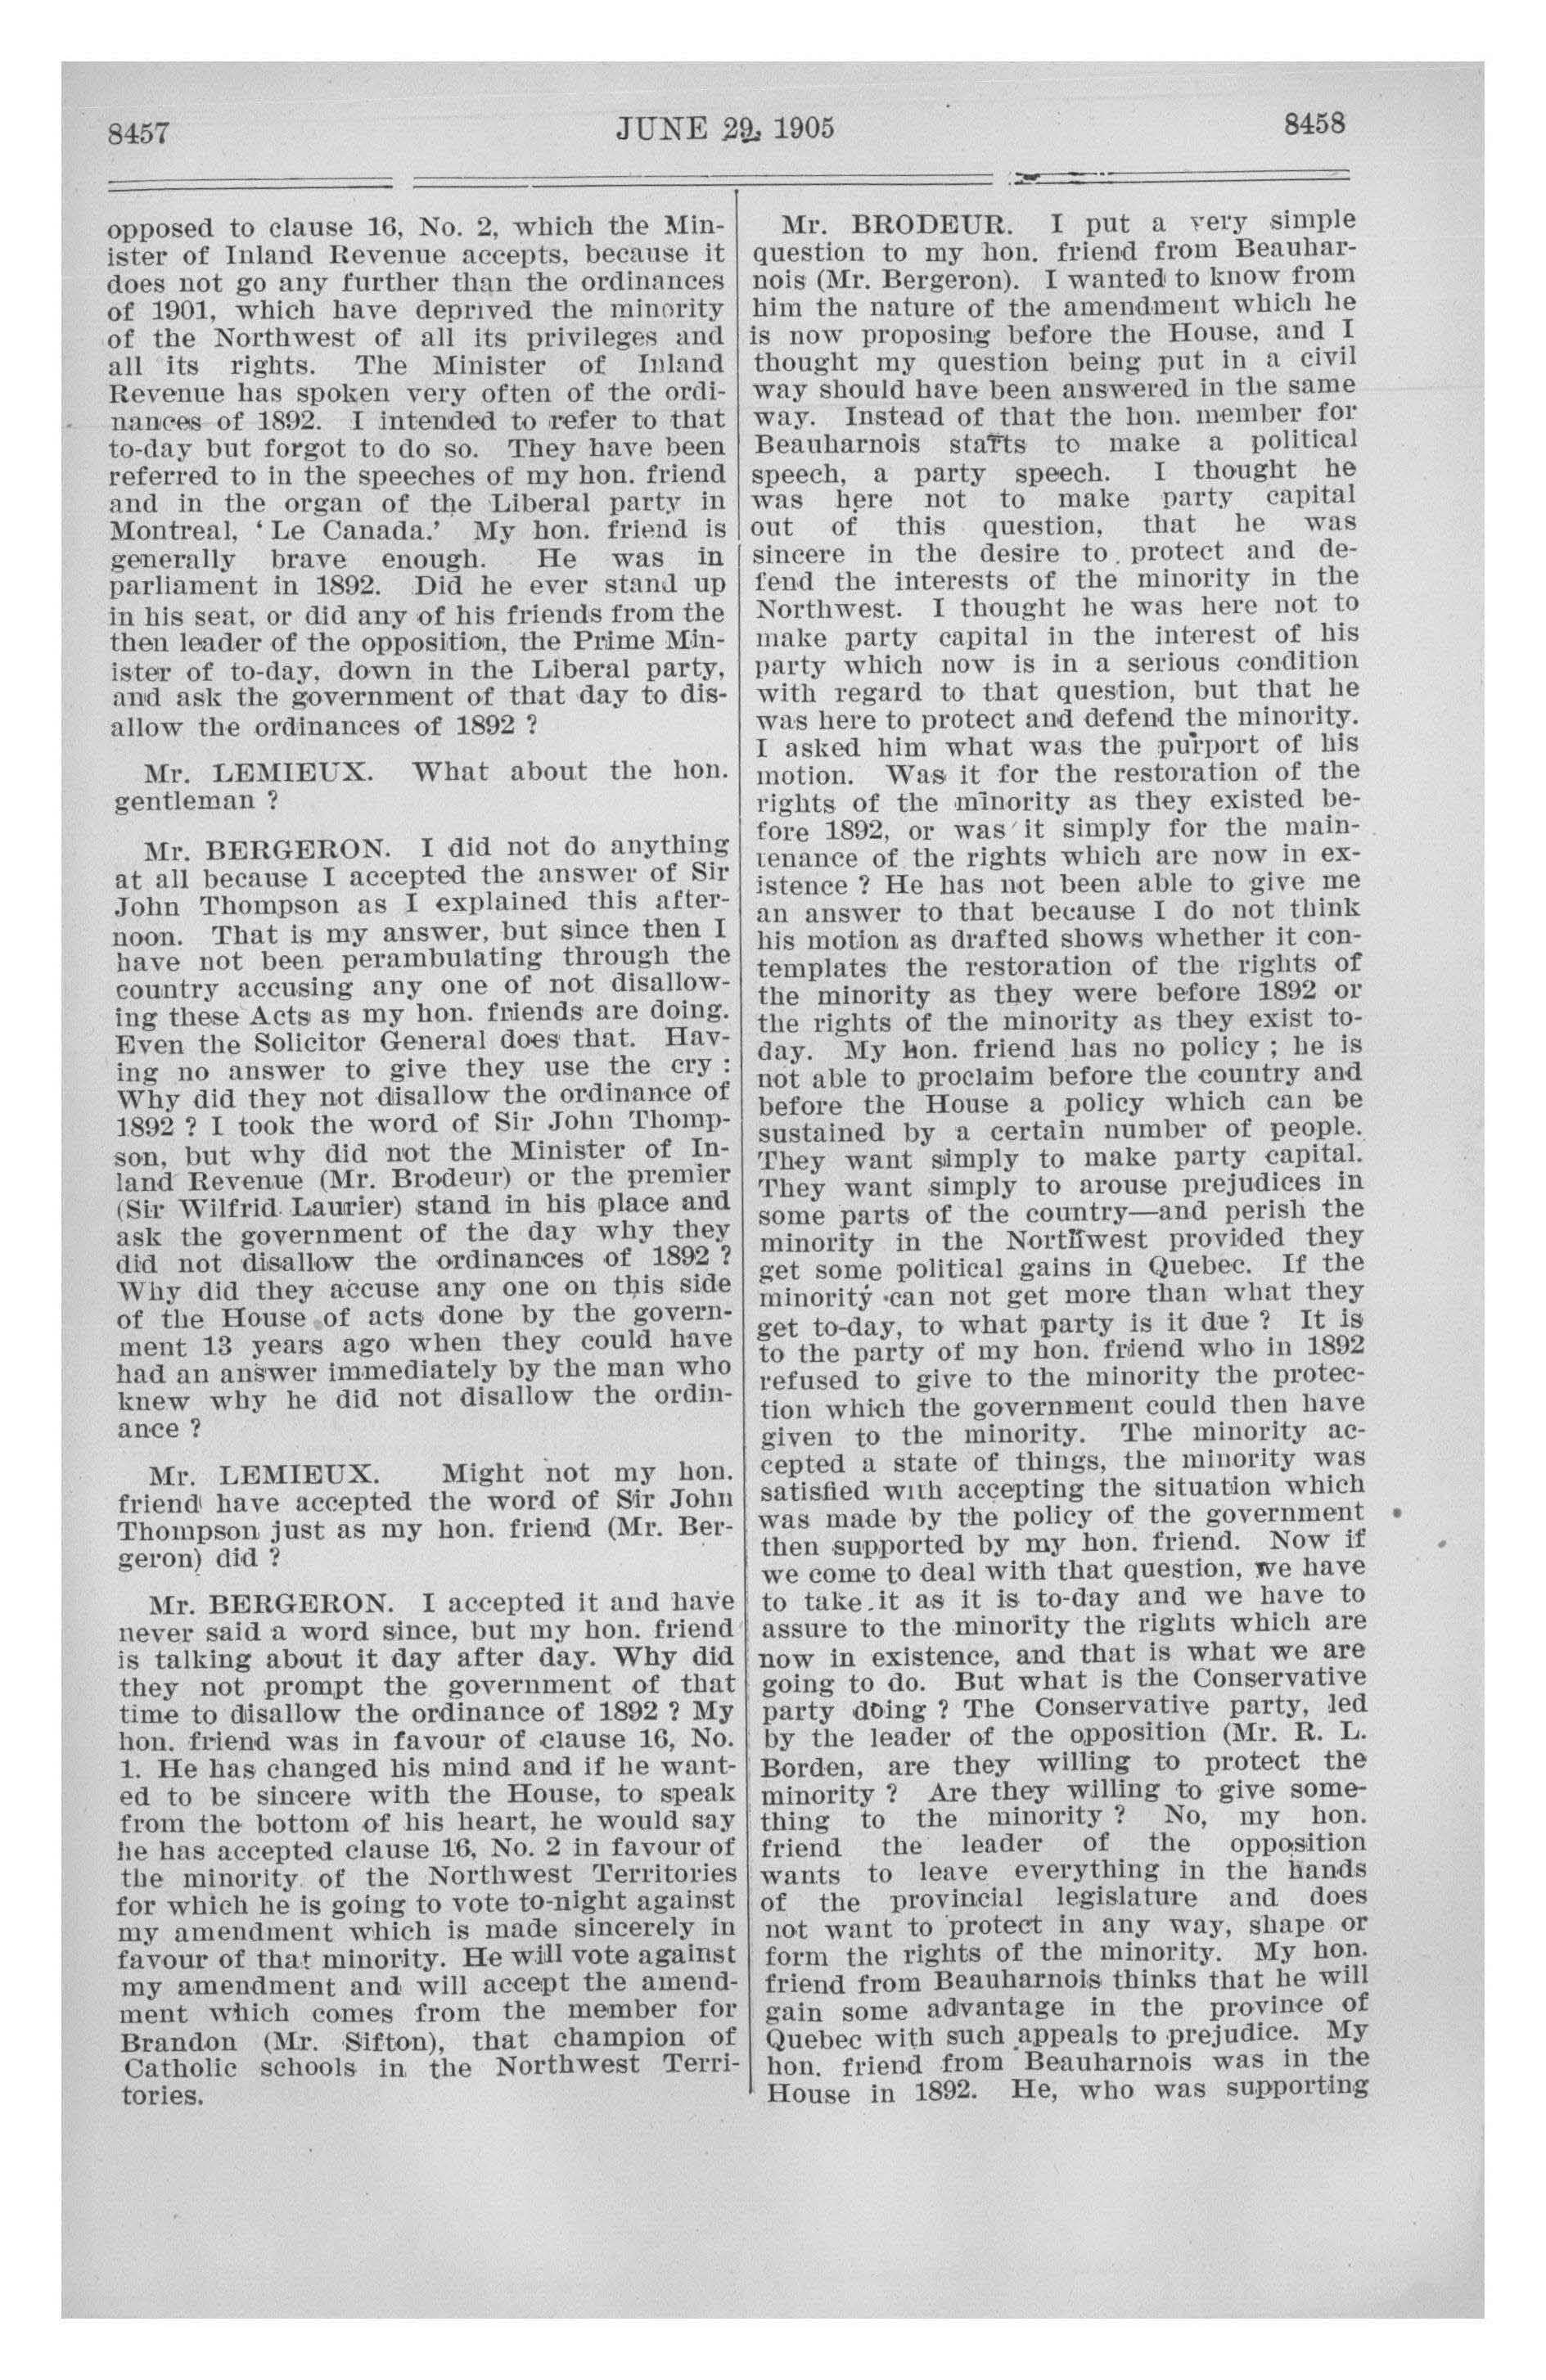 8457
JUNE 29, 1905
8458
opposed to clause 16, No. 2, which the Min-
ister of Inland Revenue accepts, because it
does not go any further than the ordinances
of 1901, which have deprived the minority
of the Northwest of all its privileges and
all its rights. The Minister of Inland
Revenue has spoken very often of the ordi-
nances of 1892. I intended to refer to that
to-day but forgot to do so. They have been
referred to in the speeches of my hon. friend
and in the organ of the Liberal party in
Montreal, ‘ Le Canada.’ My hon. friend is
generally brave enough. He was in
parliament in 1892. Did he ever stand up
in his seat, or did any of his friends from the
then leader of the opposition, the Prime Min-
ister of to-day, down in the Liberal party,
and ask the government of that day to dis-
allow the ordinances of 1892 ?
Mr. LEMIEUX. What about the hon.
gentleman ?
Mr. BERGERON. I did not do anything
at all because I accepted the answer of Sir
John Thompson as I explained this after-
noon. That is my answer, but since then I
have not been perambulating through the
country accusing any one of not disallow-
ing these Acts as my hon. friends are doing.
Even the Solicitor General does that. Hav-
ing no answer to give they use the cry :
Why did they not disallow the ordinance of
1892 ? I took the word of Sir John Thomp-
son, but why did not the Minister of In-
land Revenue (Mr. Brodeur) or the premier
(Sir Wilfrid Laurier) stand in his place and
ask the government of the day why they
did not disallow the ordinances of 1892 ?
Why did they accuse any one on this side
of the House of acts done by the govern-
ment 13 years ago when they could have
had an answer immediately by the man who
knew why he did not disallow the ordin-
ance ?
Mr. LEMIEUX. Might not my hon.
friend have accepted the word of Sir John
Thompson just as my hon. friend (Mr. Ber-
geron) did ?
Mr. BERGERON. I accepted it and have
never said a word since, but my hon. friend
is talking about it day after day. Why did
they not prompt the government of that
time to disallow the ordinance of 1892 ? My
hon. friend was in favour of clause 16, No.
1. He has changed his mind and if he want-
ed to be sincere with the House, to speak
from the bottom of his heart, he would say
he has accepted clause 16, No. 2 in favour of
the minority of the Northwest Territories
for which he is going to vote to-night against
my amendment which is made sincerely in
favour of that minority. He will vote against
my amendment and will accept the amend-
ment which comes from the member for
Brandon (Mr. Sifton), that champion of
Catholic schools in the Northwest Terri-
tories.
Mr. BRODEUR. I put a very simple
question to my hon. friend from Beauhar-
nois (Mr. Bergeron). I wanted to know from
him the nature of the amendment which he
is now proposing before the House, and I
thought my question being put in a civil
way should have been answered in the same
way. Instead of that the hon. member for
Beauharnois starts to make a political
speech, a party speech. I thought he
was here not to make party capital
out of this question, that he was
sincere in the desire to protect and de-
fend the interests of the minority in the
Northwest. I thought he was here not to
make party capital in the interest of his
party which now is in a serious condition
with regard to that question, but that he
was here to protect and defend the minority.
I asked him what was the purport of his
motion. Was it for the restoration of the
rights of the minority as they existed be-
fore 1892, or was it simply for the main-
tenance of the rights which are now in ex-
istence ? He has not been able to give me
an answer to that because I do not think
his motion as drafted shows whether it con-
templates the restoration of the rights of
the minority as they were before 1892 or
the rights of the minority as they exist to-
day. My hon. friend has no policy ; he is
not able to proclaim before the country and
before the House a policy which can be
sustained by a certain number of people.
They want simply to make party capital.
They want simply to arouse prejudices in
some parts of the country—and perish the
minority in the Northwest provided they
get some political gains in Quebec. If the
minority can not get more than what they
get to-day, to what party is it due ? It is
to the party of my hon. friend who in 1892
refused to give to the minority the protec-
tion which the government could then have
given to the minority. The minority ac-
cepted a state of things, the minority was
satisfied with accepting the situation which
was made by the policy of the government
then supported by my hon. friend. Now if
we come to deal with that question, we have
to take it as it is to-day and we have to
assure to the minority the rights which are
now in existence, and that is what we are
going to do. But what is the Conservative
party doing ? The Conservative party, led
by the leader of the opposition (Mr. R. L.
Borden, are they willing to protect the
minority ? Are they willing to give some-
thing to the minority ? No, my hon.
friend the leader of the opposition
wants to leave everything in the hands
of the provincial legislature and does
not want to protect in any way, shape or
form the rights of the minority. My hon.
friend from Beauharnois thinks that he will
gain some advantage in the province of
Quebec with such appeals to prejudice. My
hon. friend from Beauharnois was in the
House in 1892. He, who was supporting